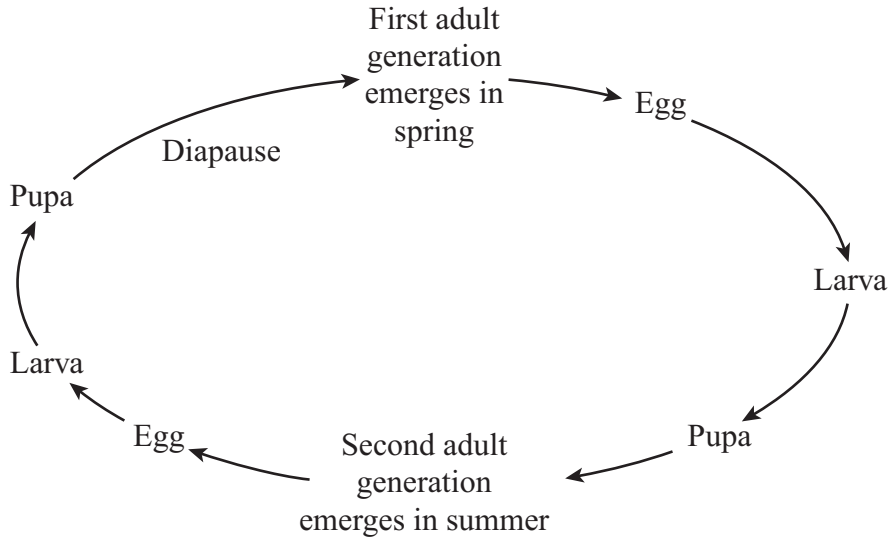 First adult
generation
emerges in
spring
Egg
Larva
Pupa
Second adult
generation
emerges in summer
Egg
Larva
Pupa
Diapause